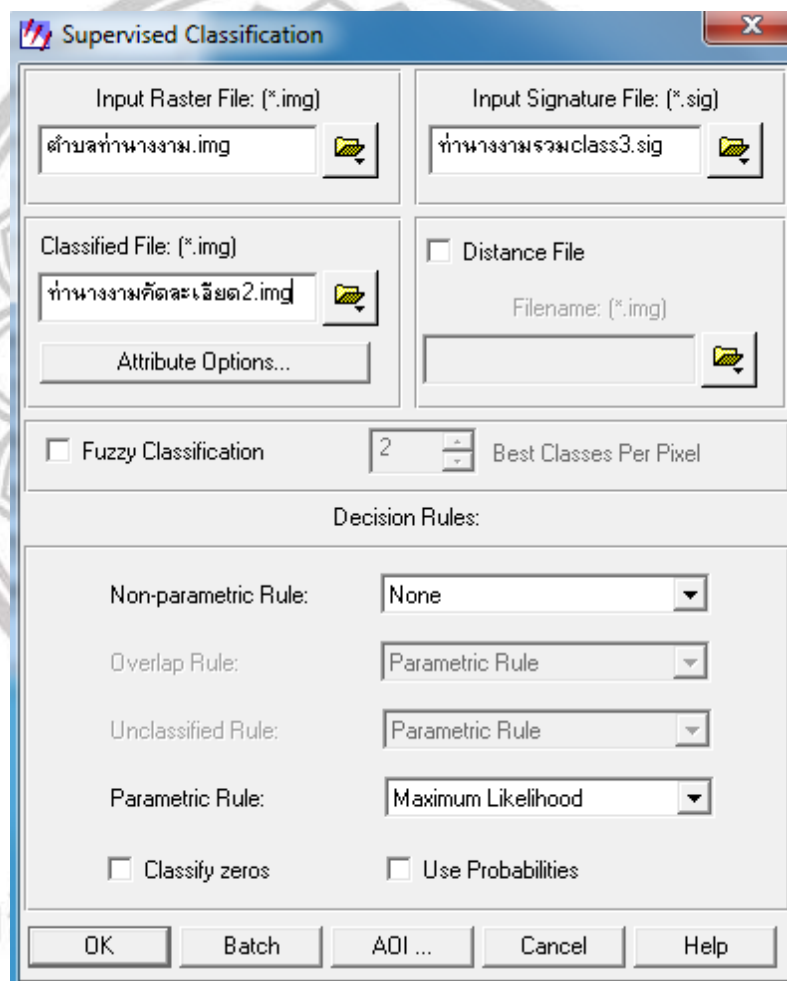 Supervised Classification
Input Raster File: (*.img)
ตำบลท่านางงาม.img
Input Signature File: (*.sig)
ท่านางงามรวมclass3.sig
Classified File: (*.img)
ท่านางงามคัดละเอียด2.img
Attribute Options...
Distance File
Filename: (*.img)
Fuzzy Classification
2
Best Classes Per Pixel
Decision Rules:
Non-parametric Rule:
None
Overlap Rule:
Parametric Rule
Unclassified Rule:
Parametric Rule
Parametric Rule:
Maximum Likelihood
Classify zeros
Use Probabilities
OK
Batch
AOI ...
Cancel
Help